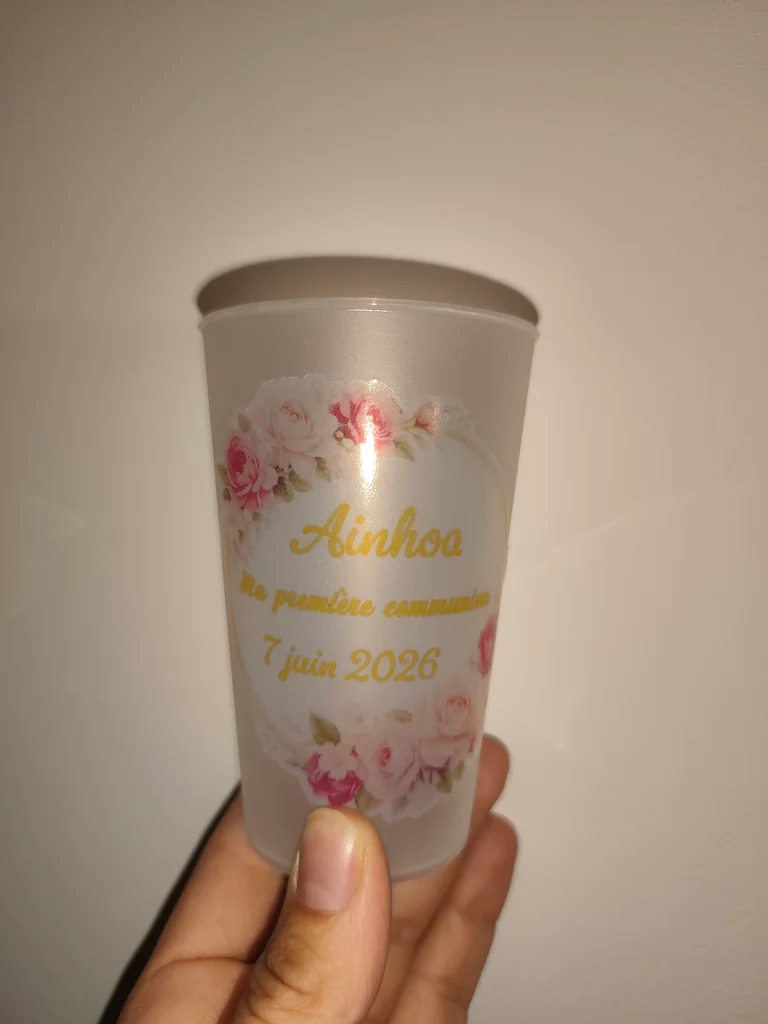 Ainhoa
Ma première communion
7 juin 2026